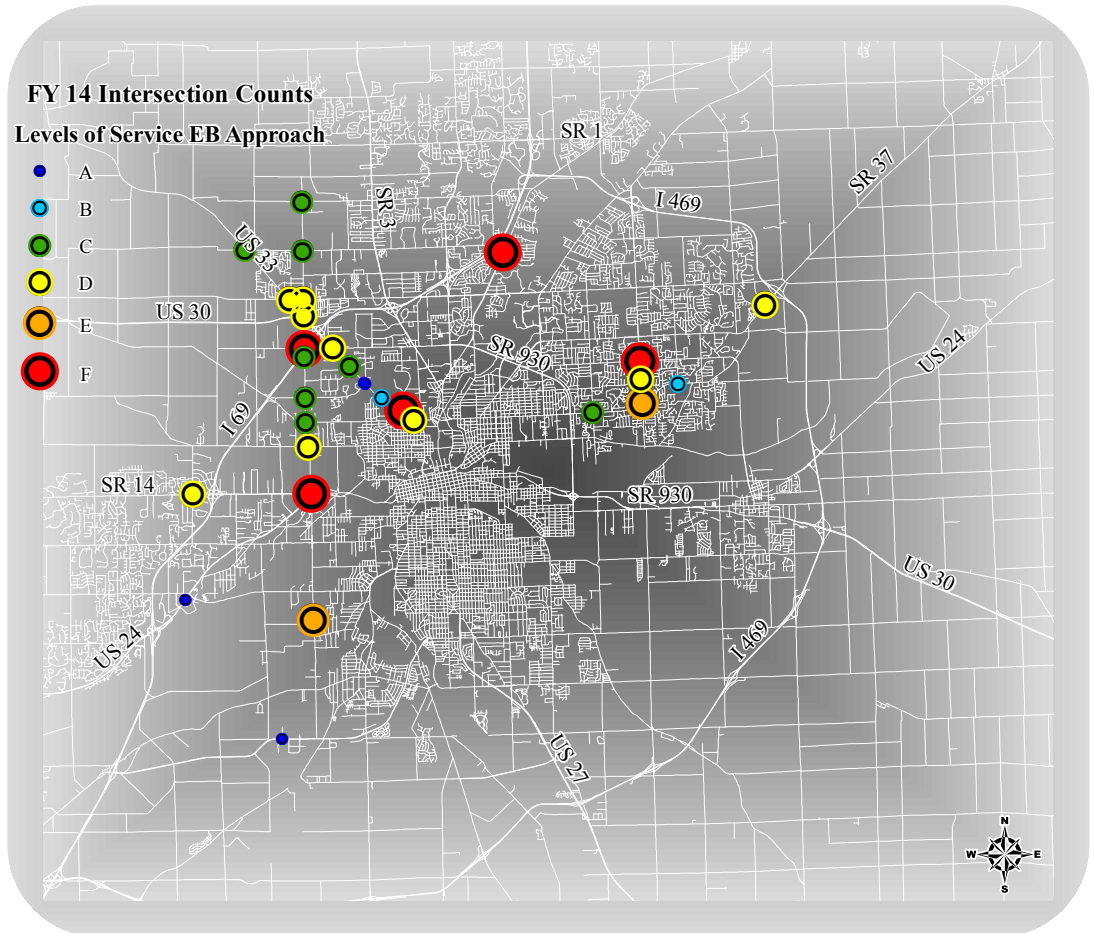 FY 14 Intersection Counts
Levels of Service EB Approach
A
B
C
D
E
F
SR 1
SR 3
I 469
SR 37
US 33
US 30
SR 930
US 24
I 69
SR 14
SR 930
US 30
US 24
I 469
US 27
N
W
E
S